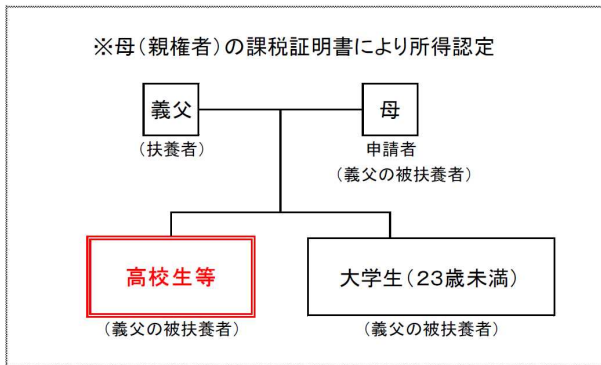 ※母(親権者)の課税証明書により所得認定
義父
母
(扶養者)
申請者
(義父の被扶養者)
高校生等
大学生(23歳未満)
(義父の被扶養者)
(義父の被扶養者)